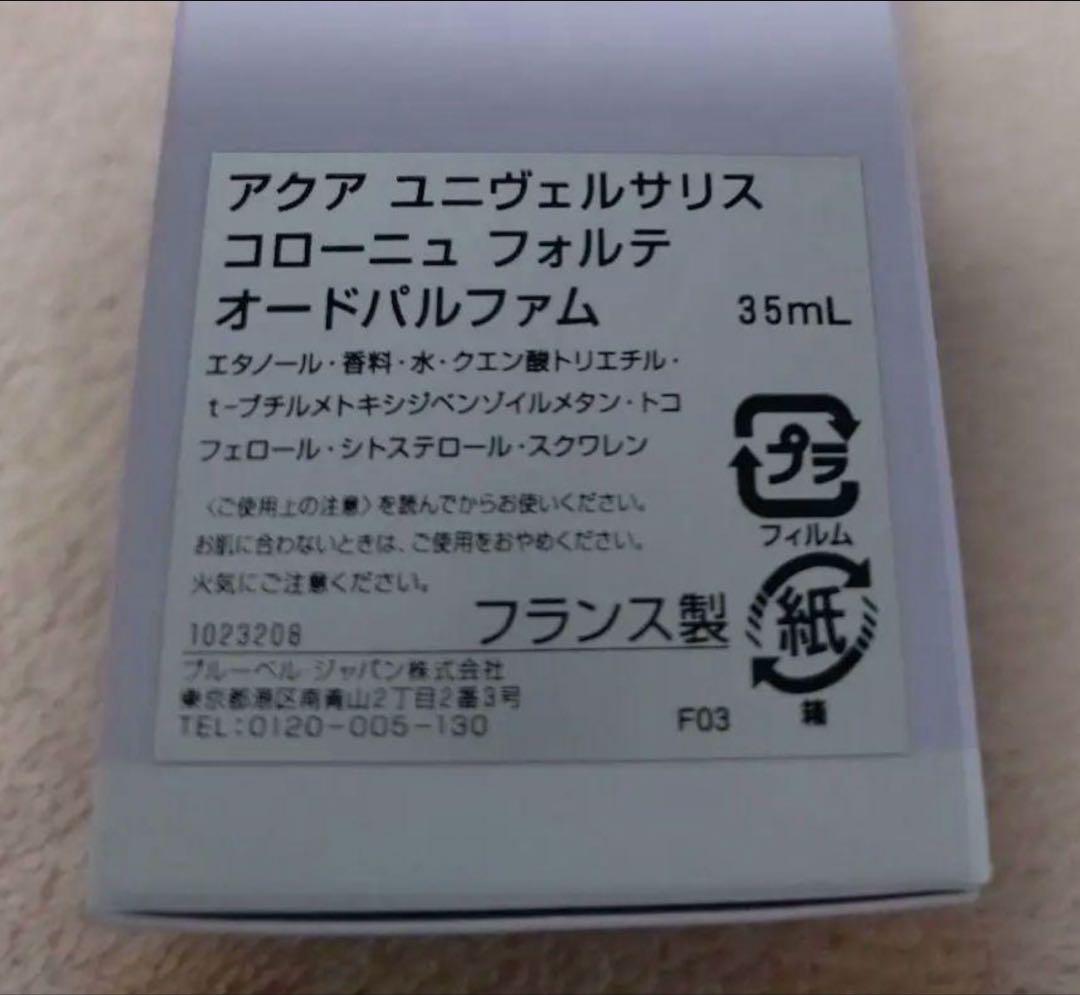 アクア ユニヴェルサリス
コローニュ フォルテ
オードパルファム 35mL
エタノール・香料・水・クエン酸トリエチル・
t-ブチルメトキシジベンゾイルメタン・トコ
フェロール・シトステロール・スクワレン
〈ご使用上の注意〉を読んでからお使いください。
お肌に合わないときは、ご使用をおやめください。
火気にご注意ください。
プラ
フィルム
紙
箱
1023208 フランス製
ブルーベル ジャパン株式会社
東京都港区南青山2丁目2番3号
TEL:0120-005-130 F03